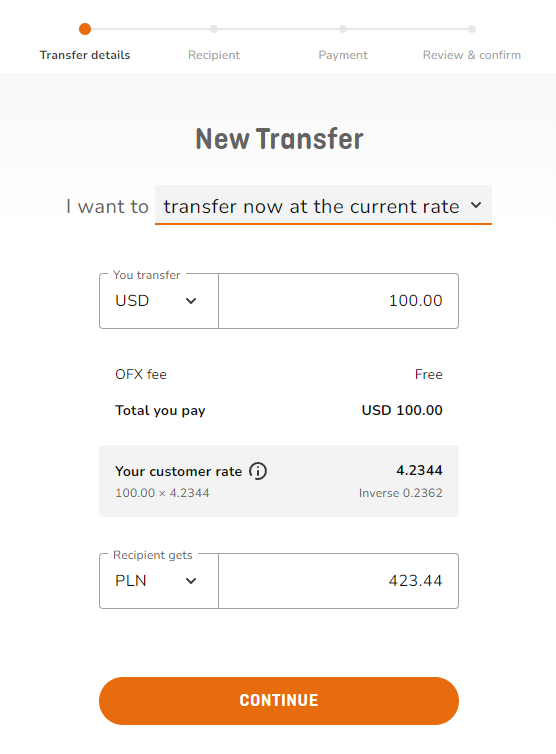 Transfer details Recipient Payment Review & confirm
New Transfer
I want to transfer now at the current rate
You transfer
USD 100.00
OFX fee Free
Total you pay USD 100.00
Your customer rate 4.2344
100.00 × 4.2344 Inverse 0.2362
Recipient gets
PLN 423.44
CONTINUE